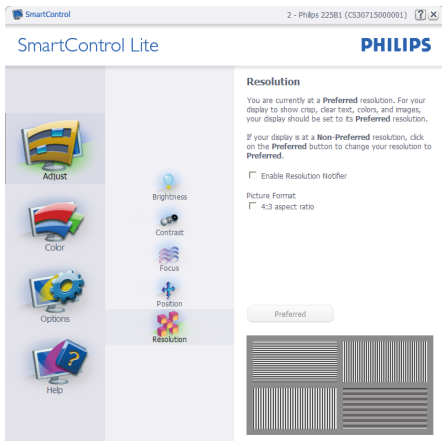 SmartControl
2 - Philips 225B1 (CS30715000001)
SmartControl Lite
PHILIPS
Adjust
Color
Options
Help
Brightness
Contrast
Focus
Position
Resolution
Resolution
You are currently at a Preferred resolution. For your
display to show crisp, clear text, colors, and images,
your display should be set to its Preferred resolution.
If your display is at a Non-Preferred resolution, click
on the Preferred button to change your resolution to
Preferred.
Enable Resolution Notifier
Picture Format
4:3 aspect ratio
Preferred